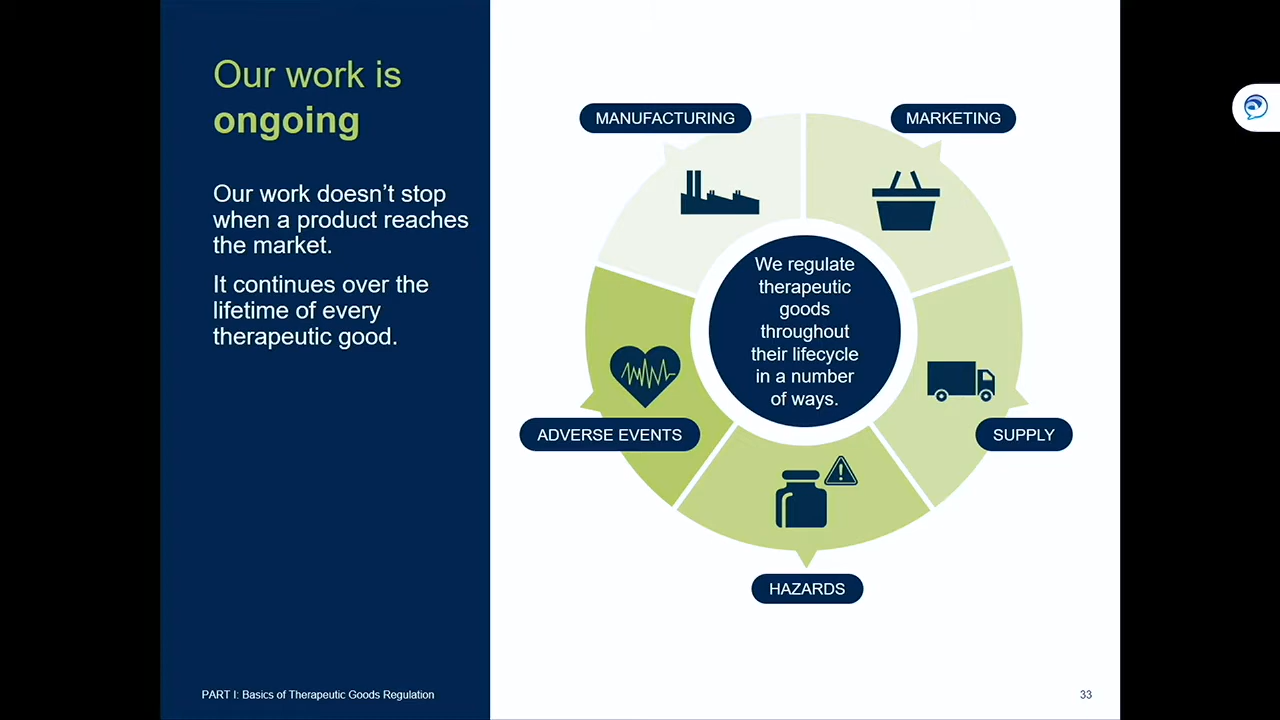 Our work is
ongoing
Our work doesn’t stop
when a product reaches
the market.
It continues over the
lifetime of every
therapeutic good.
MANUFACTURING
MARKETING
We regulate
therapeutic
goods
throughout
their lifecycle
in a number
of ways.
ADVERSE EVENTS
SUPPLY
HAZARDS
PART I: Basics of Therapeutic Goods Regulation
33